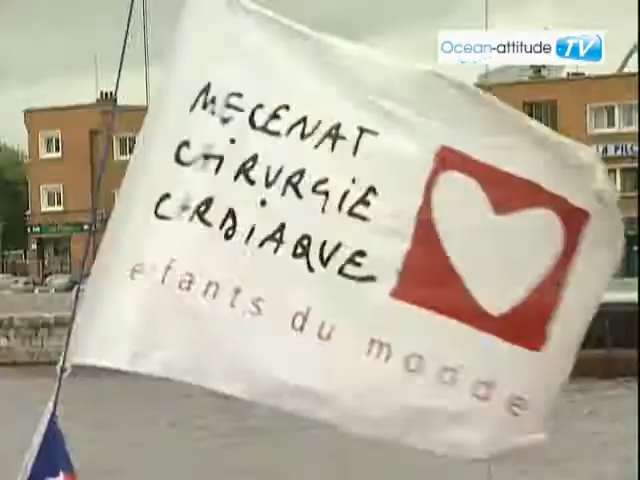 Ocean-attitude TV
MECENAT
CHiRURGiE
CARDiAQUE
enfants du monde